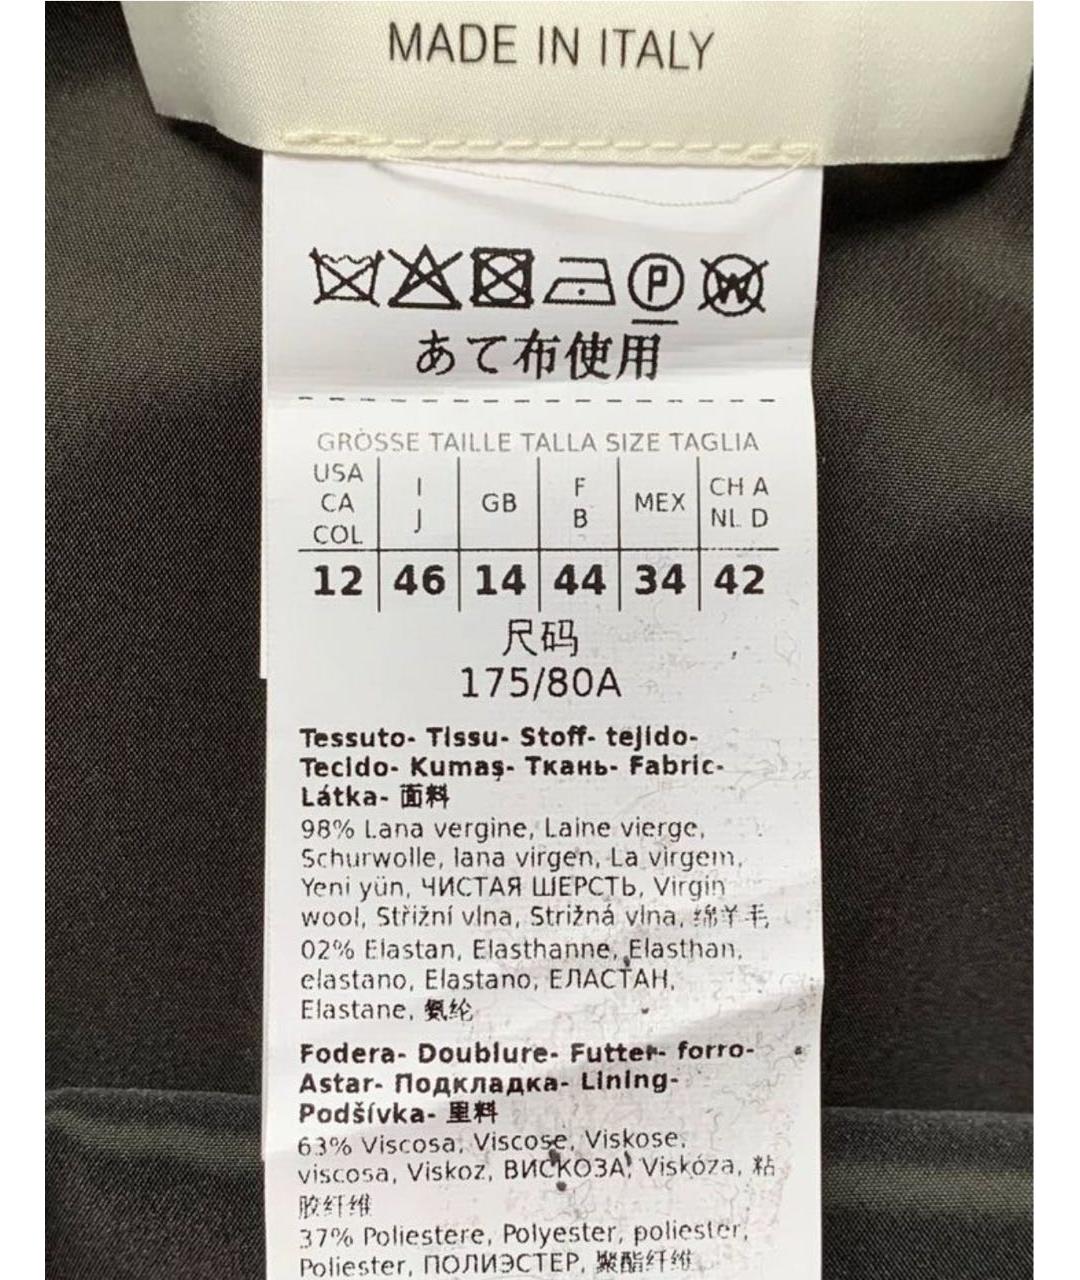 MADE IN ITALY
P W
あて布使用
GRÖSSE TAILLE TALLA SIZE TAGLIA
USA CA COL | I J | GB | F B | MEX | CH A NL D
12 | 46 | 14 | 44 | 34 | 42
尺码
175/80A
Tessuto- Tissu- Stoff- tejido-
Tecido- Kumaş- Ткань- Fabric-
Látka- 面料
98% Lana vergine, Laine vierge,
Schurwolle, lana virgen, La virgem,
Yeni yün, ЧИСТАЯ ШЕРСТЬ, Virgin
wool, Střižní vlna, Strižná vlna, 绵羊毛
02% Elastan, Elasthanne, Elasthan,
elastano, Elastano, ЕЛАСТАН,
Elastane, 氨纶
Fodera- Doublure- Futter- forro-
Astar- Подкладка- Lining-
Podšívka- 里料
63% Viscosa, Viscose, Viskose,
viscosa, Viskoz, ВИСКОЗА, Viskóza, 粘
胶纤维
37% Poliestere, Polyester, poliester,
Poliester, ПОЛИЭСТЕР, 聚酯纤维